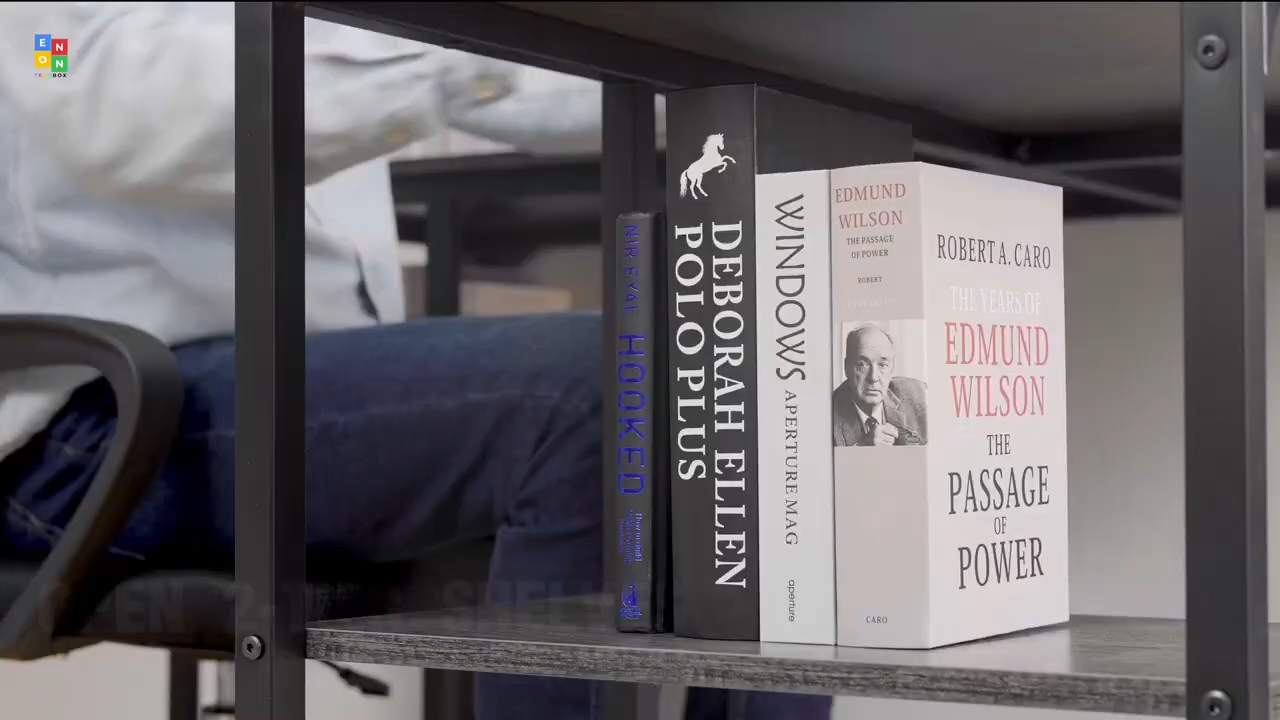 E N
O N
TECHBOX
NIR EYAL HOOKED
DEBORAH ELLEN
POLO PLUS
WINDOWS APERTURE MAG
aperture
EDMUND
WILSON
THE PASSAGE
OF POWER
ROBERT
CARO
ROBERT A. CARO
THE YEARS OF
EDMUND
WILSON
THE
PASSAGE
OF
POWER